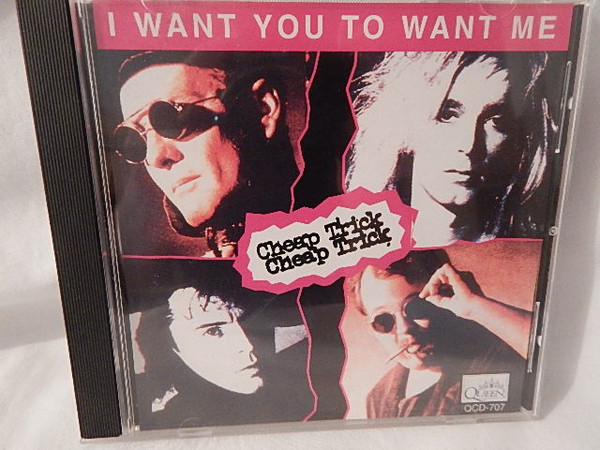 I WANT YOU TO WANT ME
Cheap Trick
Cheap Trick
QUEEN
QCD-707